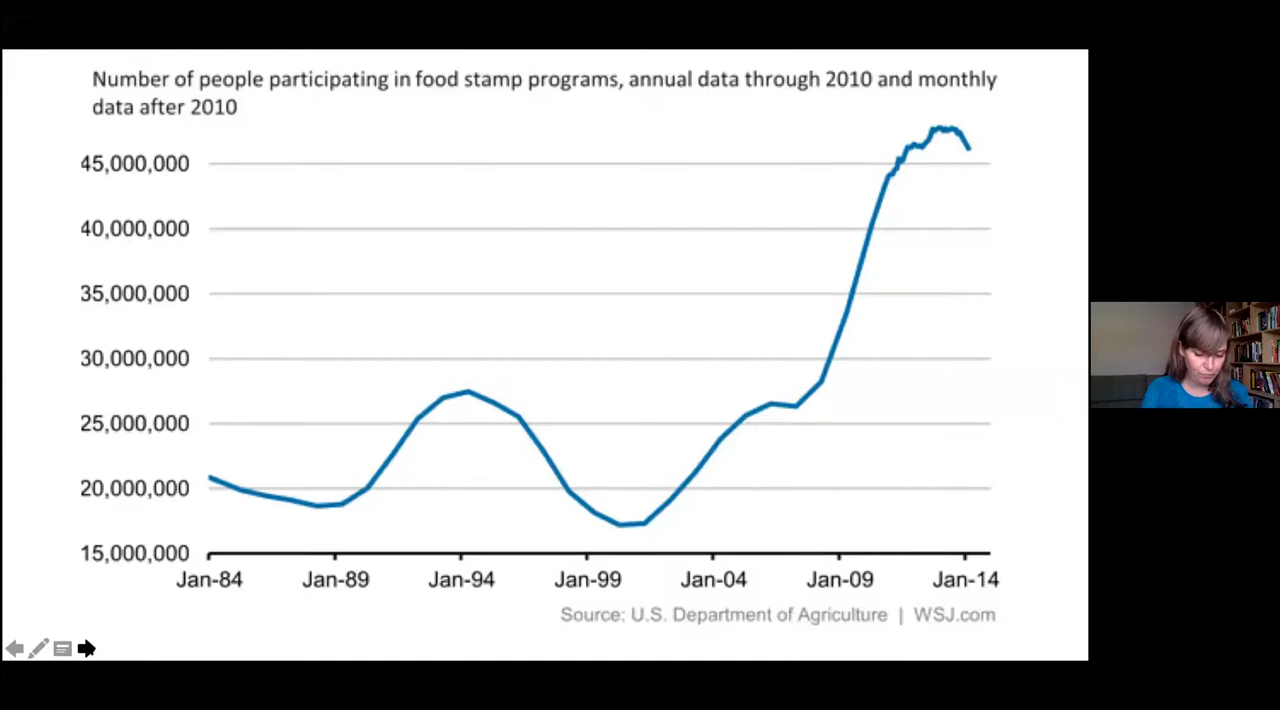 Number of people participating in food stamp programs, annual data through 2010 and monthly
data after 2010
45,000,000
40,000,000
35,000,000
30,000,000
25,000,000
20,000,000
15,000,000
Jan-84 Jan-89 Jan-94 Jan-99 Jan-04 Jan-09 Jan-14
Source: U.S. Department of Agriculture | WSJ.com